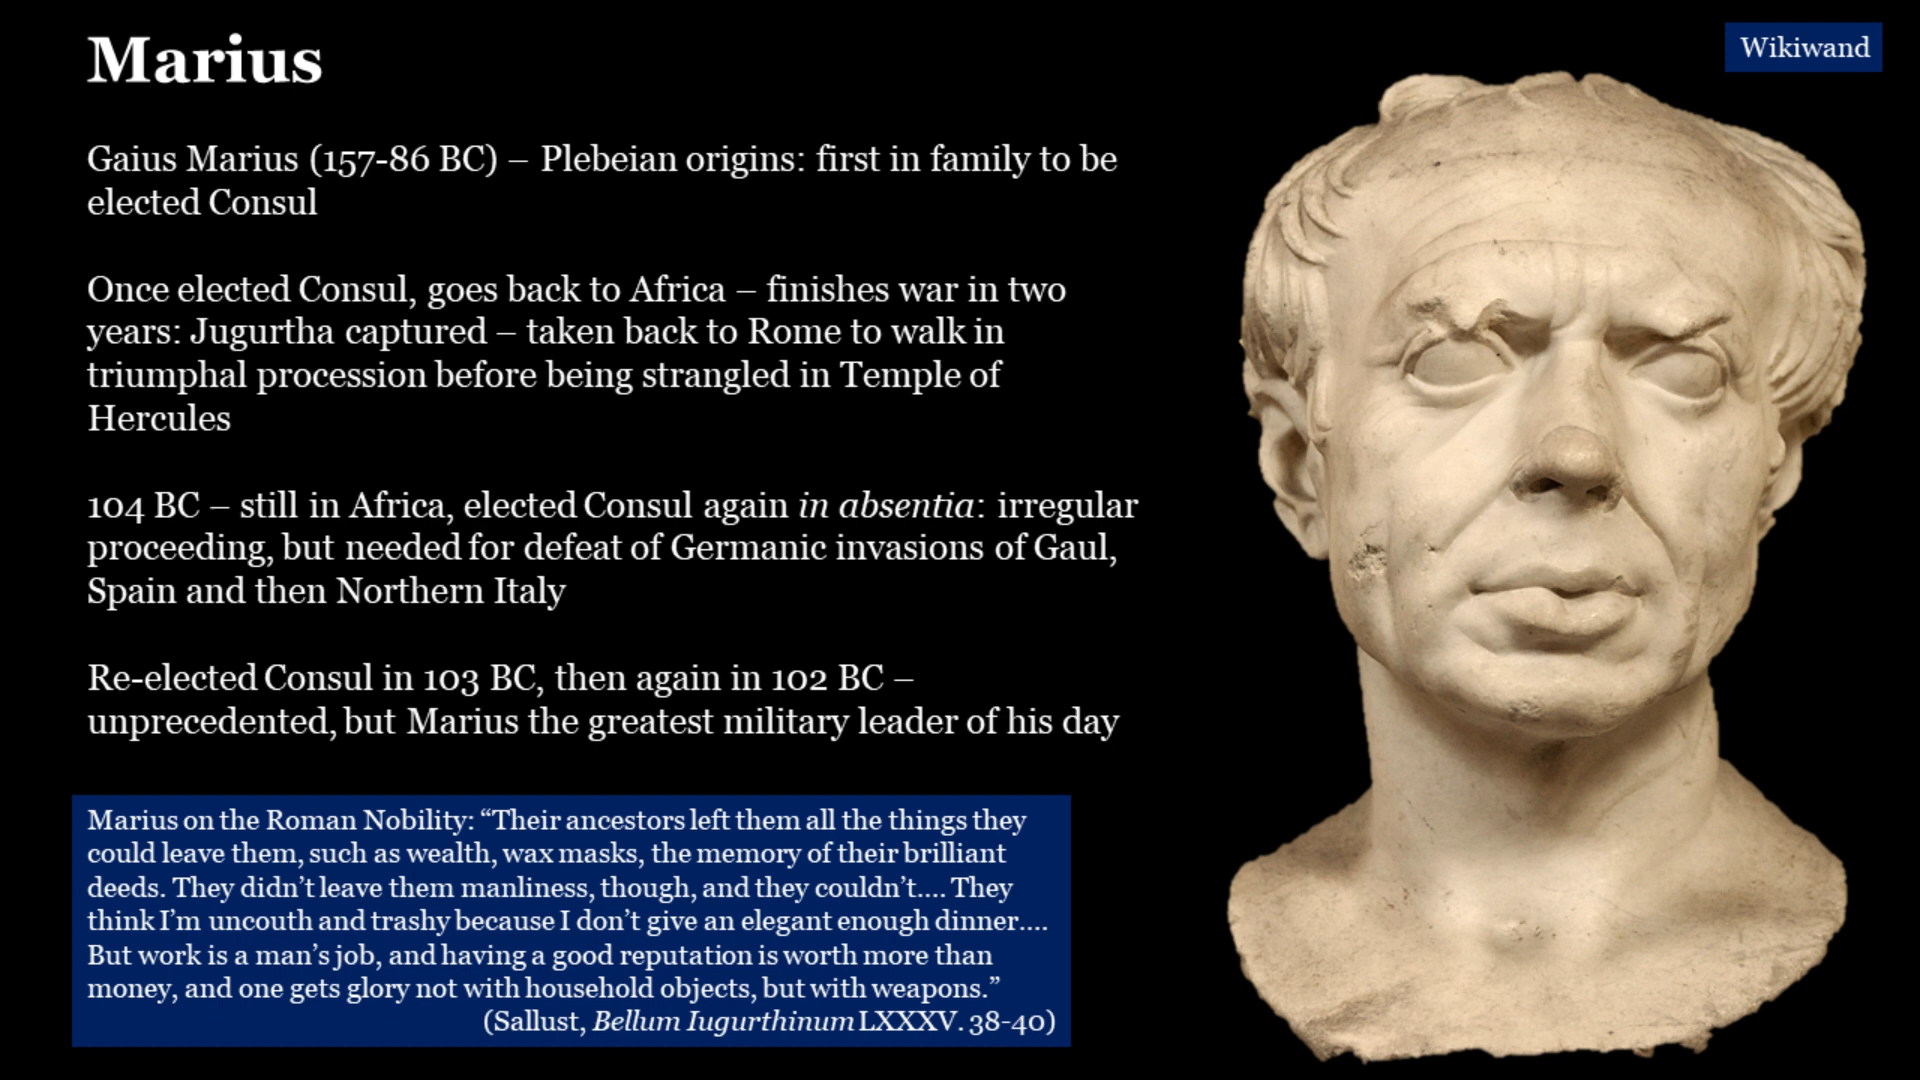 Marius
Wikiwand
Gaius Marius (157-86 BC) – Plebeian origins: first in family to be
elected Consul
Once elected Consul, goes back to Africa – finishes war in two
years: Jugurtha captured – taken back to Rome to walk in
triumphal procession before being strangled in Temple of
Hercules
104 BC – still in Africa, elected Consul again in absentia: irregular
proceeding, but needed for defeat of Germanic invasions of Gaul,
Spain and then Northern Italy
Re-elected Consul in 103 BC, then again in 102 BC –
unprecedented, but Marius the greatest military leader of his day
Marius on the Roman Nobility: “Their ancestors left them all the things they
could leave them, such as wealth, wax masks, the memory of their brilliant
deeds. They didn’t leave them manliness, though, and they couldn’t…. They
think I’m uncouth and trashy because I don’t give an elegant enough dinner….
But work is a man’s job, and having a good reputation is worth more than
money, and one gets glory not with household objects, but with weapons.”
(Sallust, Bellum Iugurthinum LXXXV. 38-40)